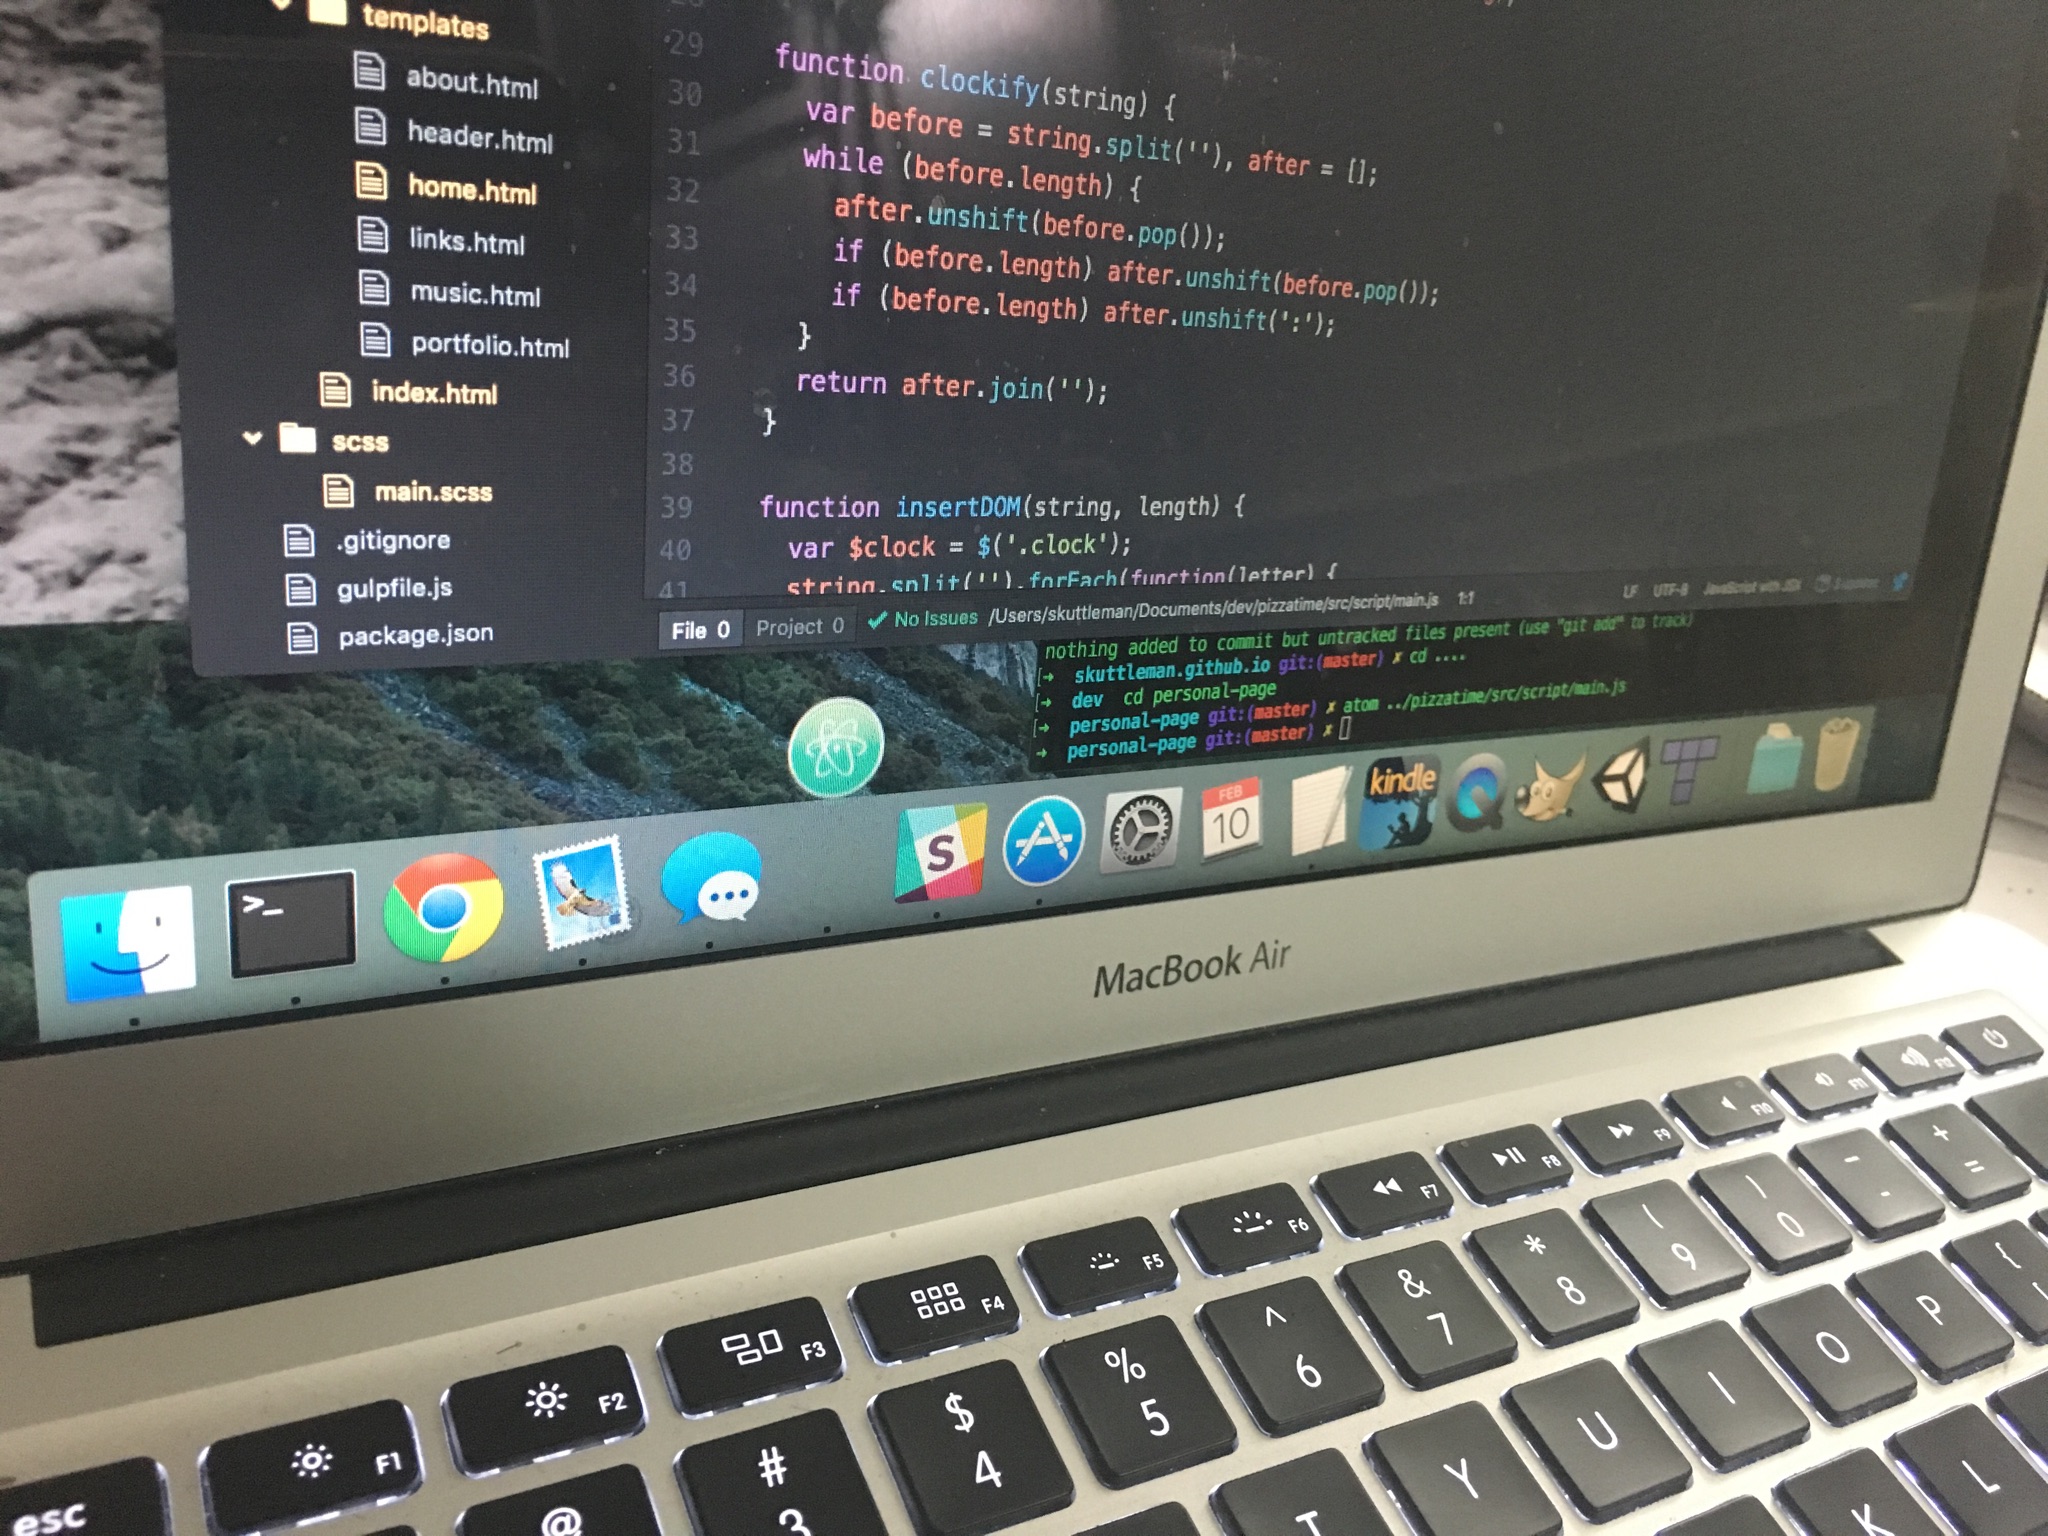 templates
about.html
header.html
home.html
links.html
music.html
portfolio.html
index.html
scss
main.scss
.gitignore
gulpfile.js
package.json
29
30
31
32
33
34
35
36
37
38
39
40
41
function clockify(string) {
var before = string.split(''), after = [];
while (before.length) {
after.unshift(before.pop());
if (before.length) after.unshift(before.pop());
if (before.length) after.unshift(':');
}
return after.join('');
}
function insertDOM(string, length) {
var $clock = $('.clock');
string.split('').forEach(function(letter) {
File 0 Project 0 No Issues /Users/skuttleman/Documents/dev/pizzatime/src/script/main.js 1:1 LF UTF-8 JavaScript with JSX
nothing added to commit but untracked files present (use "git add" to track)
[→ skuttleman.github.io git:(master) ✗ cd ....
[→ dev cd personal-page
[→ personal-page git:(master) ✗ atom ../pizzatime/src/script/main.js
→ personal-page git:(master) ✗
>_
S
FEB
10
kindle
MacBook Air
esc
F1
F2
F3
F4
F5
F6
F7
F8
F9
F10
F11
F12
@
# 3
$ 4
% 5
^ 6
& 7
* 8
( 9
) 0
- 
+ =
T
Y
U
I
O
P
{
K
L